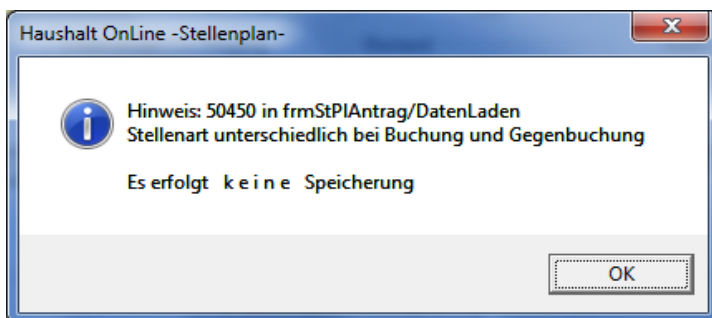 Haushalt OnLine -Stellenplan-
Hinweis: 50450 in frmStPlAntrag/DatenLaden
Stellenart unterschiedlich bei Buchung und Gegenbuchung
Es erfolgt k e i n e Speicherung
OK